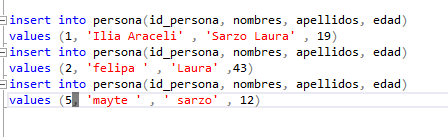 insert into persona(id_persona, nombres, apellidos, edad)
values (1, 'Ilia Araceli' , 'Sarzo Laura' , 19)
insert into persona(id_persona, nombres, apellidos, edad)
values (2, 'felipa ' , 'Laura' ,43)
insert into persona(id_persona, nombres, apellidos, edad)
values (5, 'mayte ' , ' sarzo' , 12)